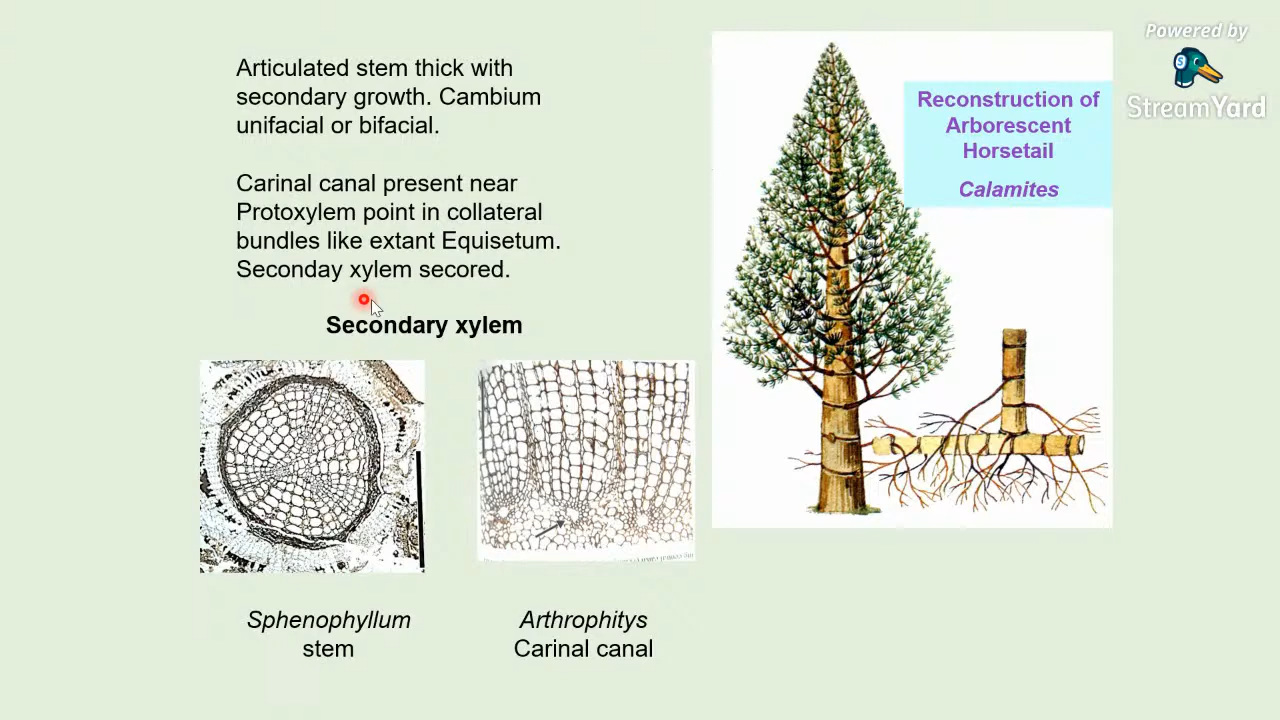 Articulated stem thick with
secondary growth. Cambium
unifacial or bifacial.
Carinal canal present near
Protoxylem point in collateral
bundles like extant Equisetum.
Seconday xylem secored.
Secondary xylem
Sphenophyllum
stem
Arthrophitys
Carinal canal
Reconstruction of
Arborescent
Horsetail
Calamites
Powered by
StreamYard